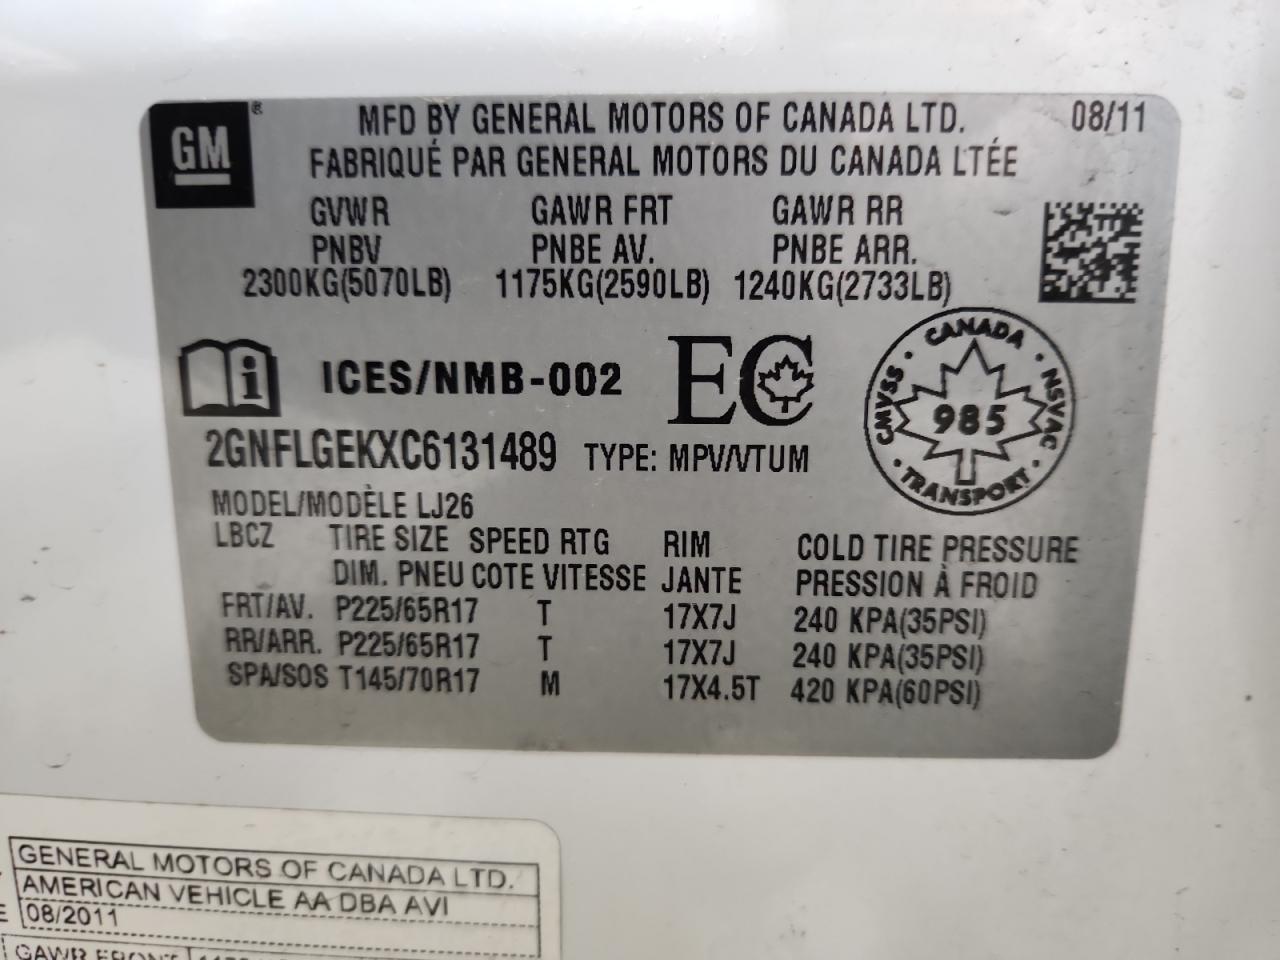 GM ® MFD BY GENERAL MOTORS OF CANADA LTD. 08/11
FABRIQUÉ PAR GENERAL MOTORS DU CANADA LTÉE
GVWR GAWR FRT GAWR RR
PNBV PNBE AV. PNBE ARR.
2300KG(5070LB) 1175KG(2590LB) 1240KG(2733LB)
i ICES/NMB-002 EC
CANADA
CMVSS 985 NSVAC
TRANSPORT
2GNFLGEKXC6131489 TYPE: MPV/VTUM
MODEL/MODÈLE LJ26
LBCZ TIRE SIZE SPEED RTG RIM COLD TIRE PRESSURE
DIM. PNEU COTE VITESSE JANTE PRESSION À FROID
FRT/AV. P225/65R17 T 17X7J 240 KPA(35PSI)
RR/ARR. P225/65R17 T 17X7J 240 KPA(35PSI)
SPA/SOS T145/70R17 M 17X4.5T 420 KPA(60PSI)
GENERAL MOTORS OF CANADA LTD.
AMERICAN VEHICLE AA DBA AVI
E 08/2011
GAWR FRONT